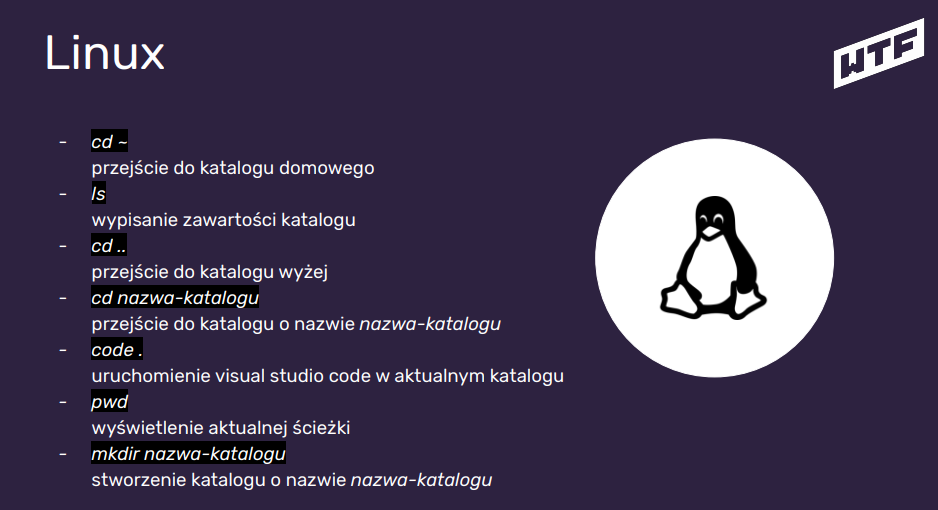 Linux
WTF
- cd ~
przejście do katalogu domowego
- ls
wypisanie zawartości katalogu
- cd ..
przejście do katalogu wyżej
- cd nazwa-katalogu
przejście do katalogu o nazwie nazwa-katalogu
- code .
uruchomienie visual studio code w aktualnym katalogu
- pwd
wyświetlenie aktualnej ścieżki
- mkdir nazwa-katalogu
stworzenie katalogu o nazwie nazwa-katalogu